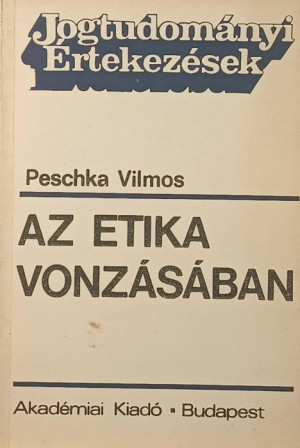 Jogtudományi
Értekezések
Peschka Vilmos
AZ ETIKA
VONZÁSÁBAN
Akadémiai Kiadó ▪ Budapest